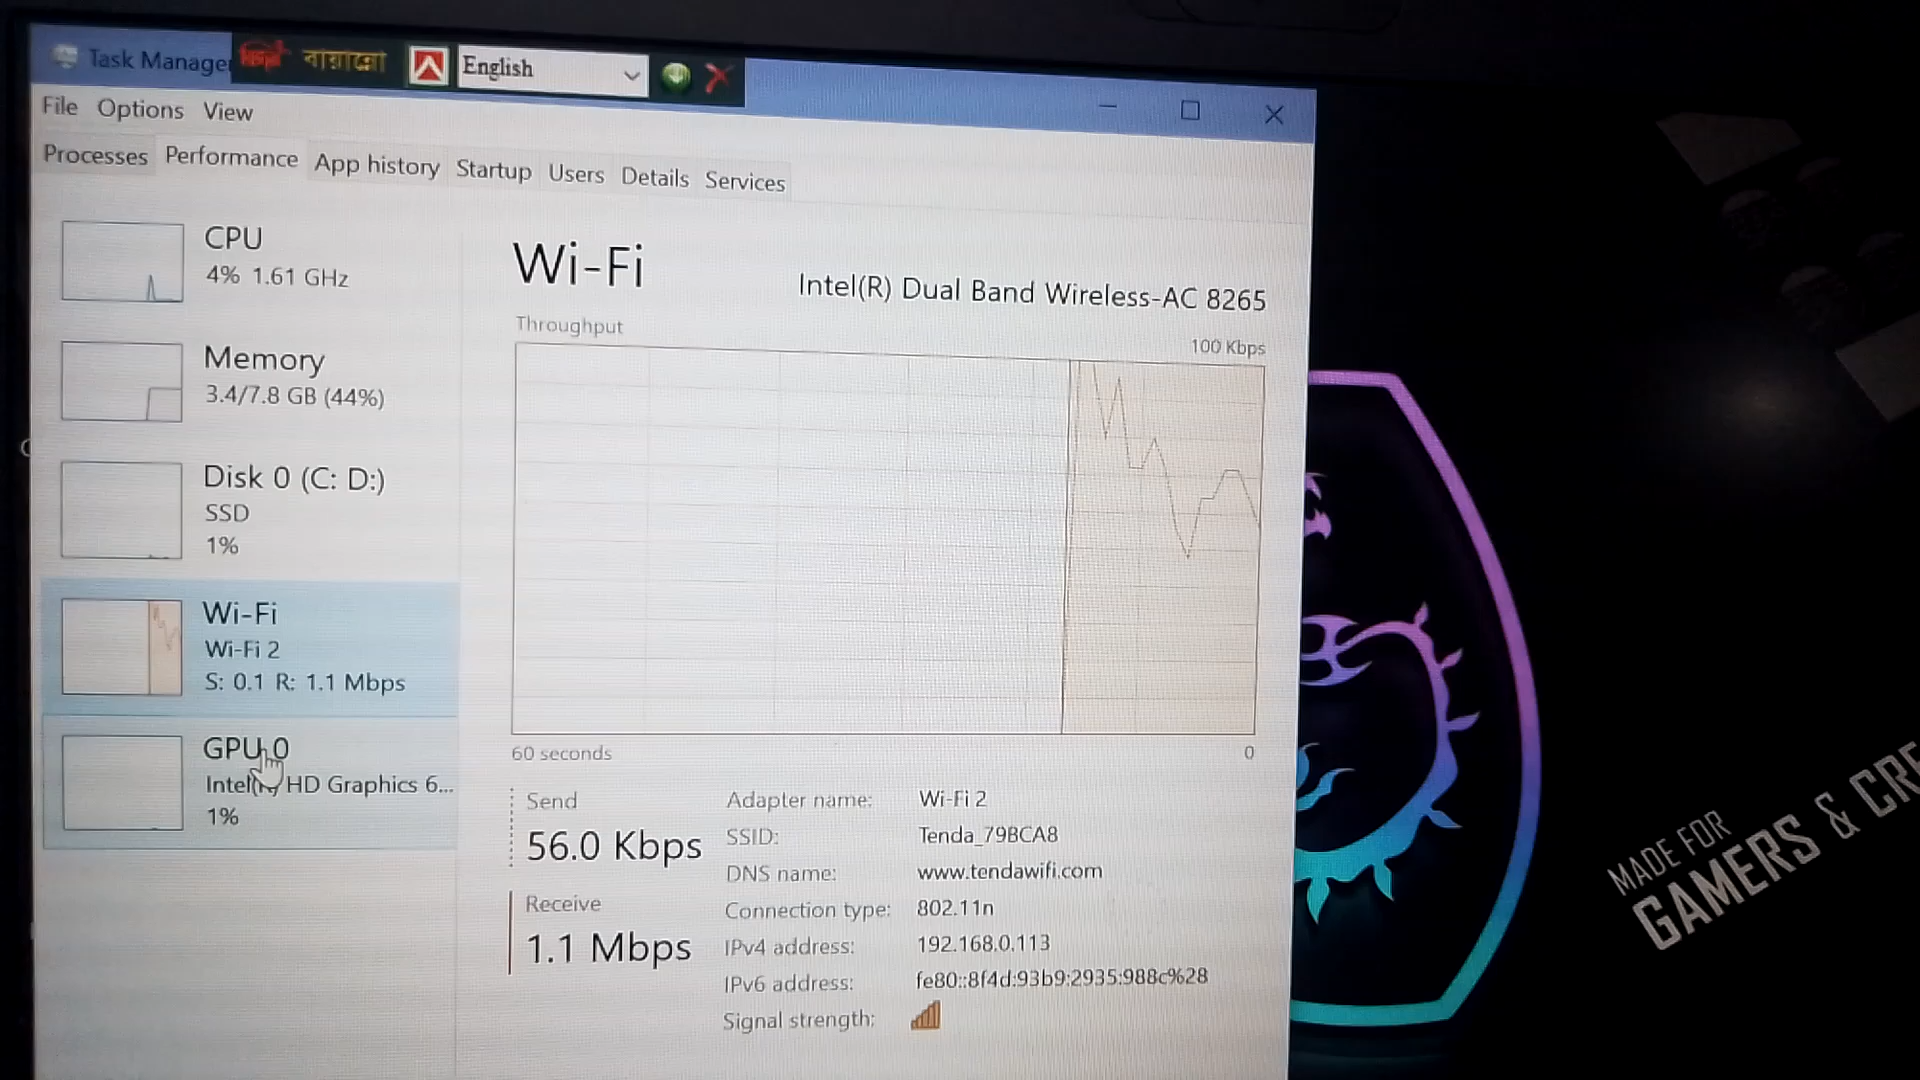 Task Manage
বায়ান্নো
English
File Options View
Processes Performance App history Startup Users Details Services
CPU
4% 1.61 GHz
Memory
3.4/7.8 GB (44%)
Disk 0 (C: D:)
SSD
1%
Wi-Fi
Wi-Fi 2
S: 0.1 R: 1.1 Mbps
GPU 0
Intel(R) HD Graphics 6...
1%
Wi-Fi
Intel(R) Dual Band Wireless-AC 8265
Throughput
100 Kbps
60 seconds
0
Send
56.0 Kbps
Receive
1.1 Mbps
Adapter name: Wi-Fi 2
SSID: Tenda_79BCA8
DNS name: www.tendawifi.com
Connection type: 802.11n
IPv4 address: 192.168.0.113
IPv6 address: fe80::8f4d:93b9:2935:988c%28
Signal strength:
MADE FOR
GAMERS & CRE